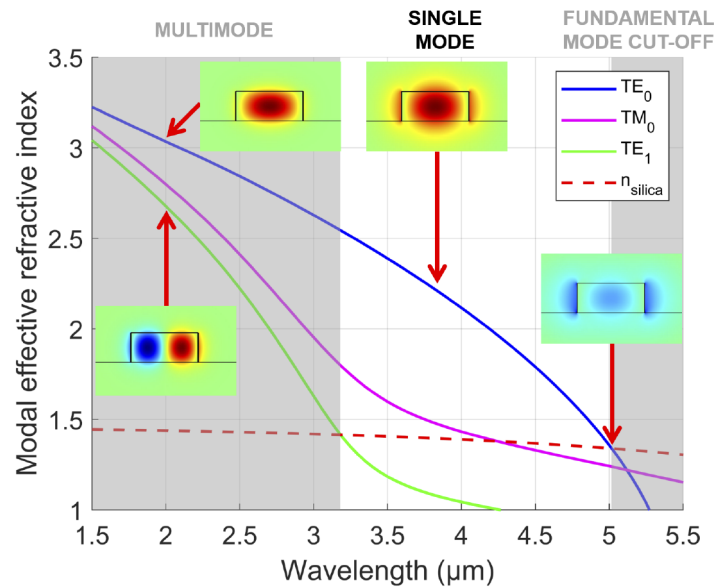 MULTIMODE
SINGLE
MODE
FUNDAMENTAL
MODE CUT-OFF
Modal effective refractive index
3.5
3
2.5
2
1.5
1
TE0
TM0
TE1
nsilica
1.5
2
2.5
3
3.5
4
4.5
5
5.5
Wavelength (μm)